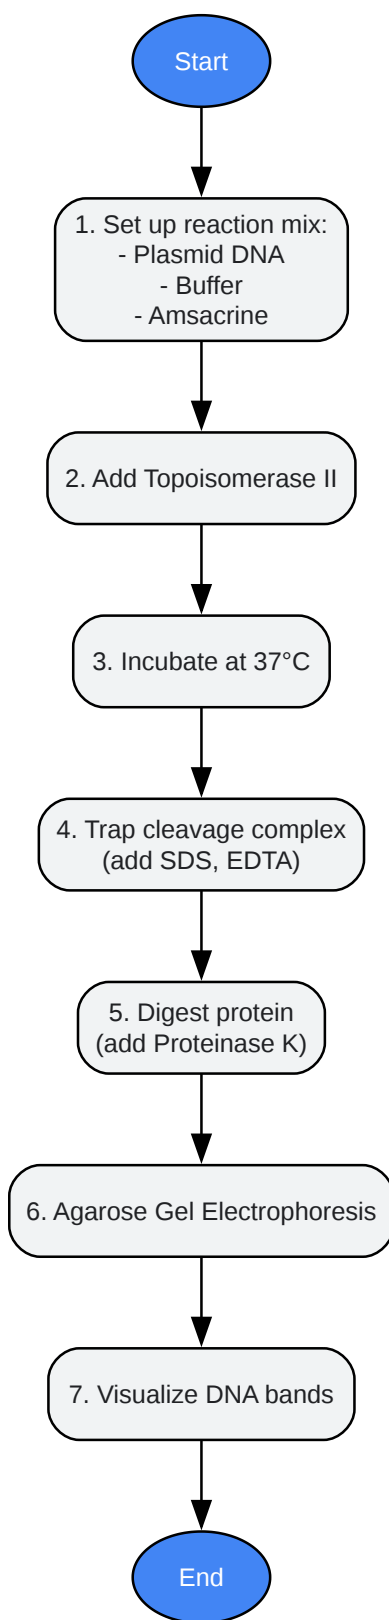 Start
1. Set up reaction mix:
- Plasmid DNA
- Buffer
- Amsacrine
2. Add Topoisomerase II
3. Incubate at 37°C
4. Trap cleavage complex
(add SDS, EDTA)
5. Digest protein
(add Proteinase K)
6. Agarose Gel Electrophoresis
7. Visualize DNA bands
End